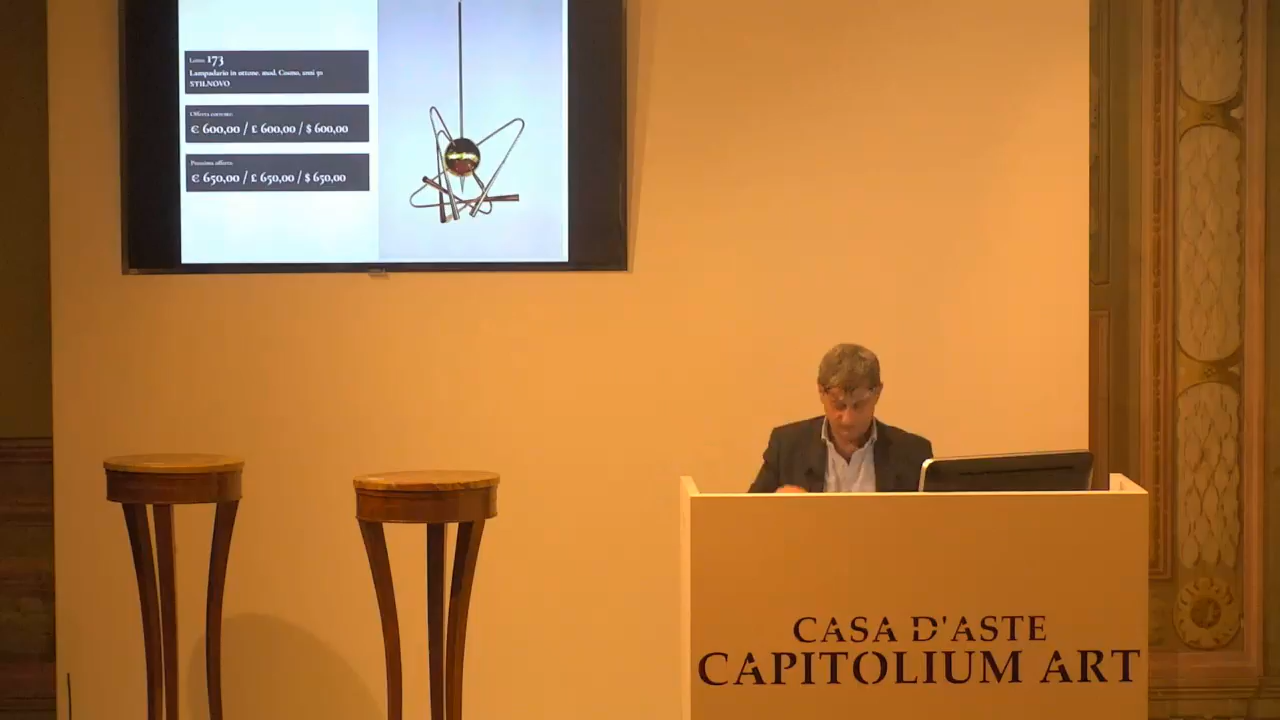 Lotto: 173
Lampadario in ottone, mod. Cosmo, anni 50
STILNOVO
Offerta corrente:
€ 600,00 / £ 600,00 / $ 600,00
Prossima offerta:
€ 650,00 / £ 650,00 / $ 650,00
CASA D'ASTE
CAPITOLIUM ART